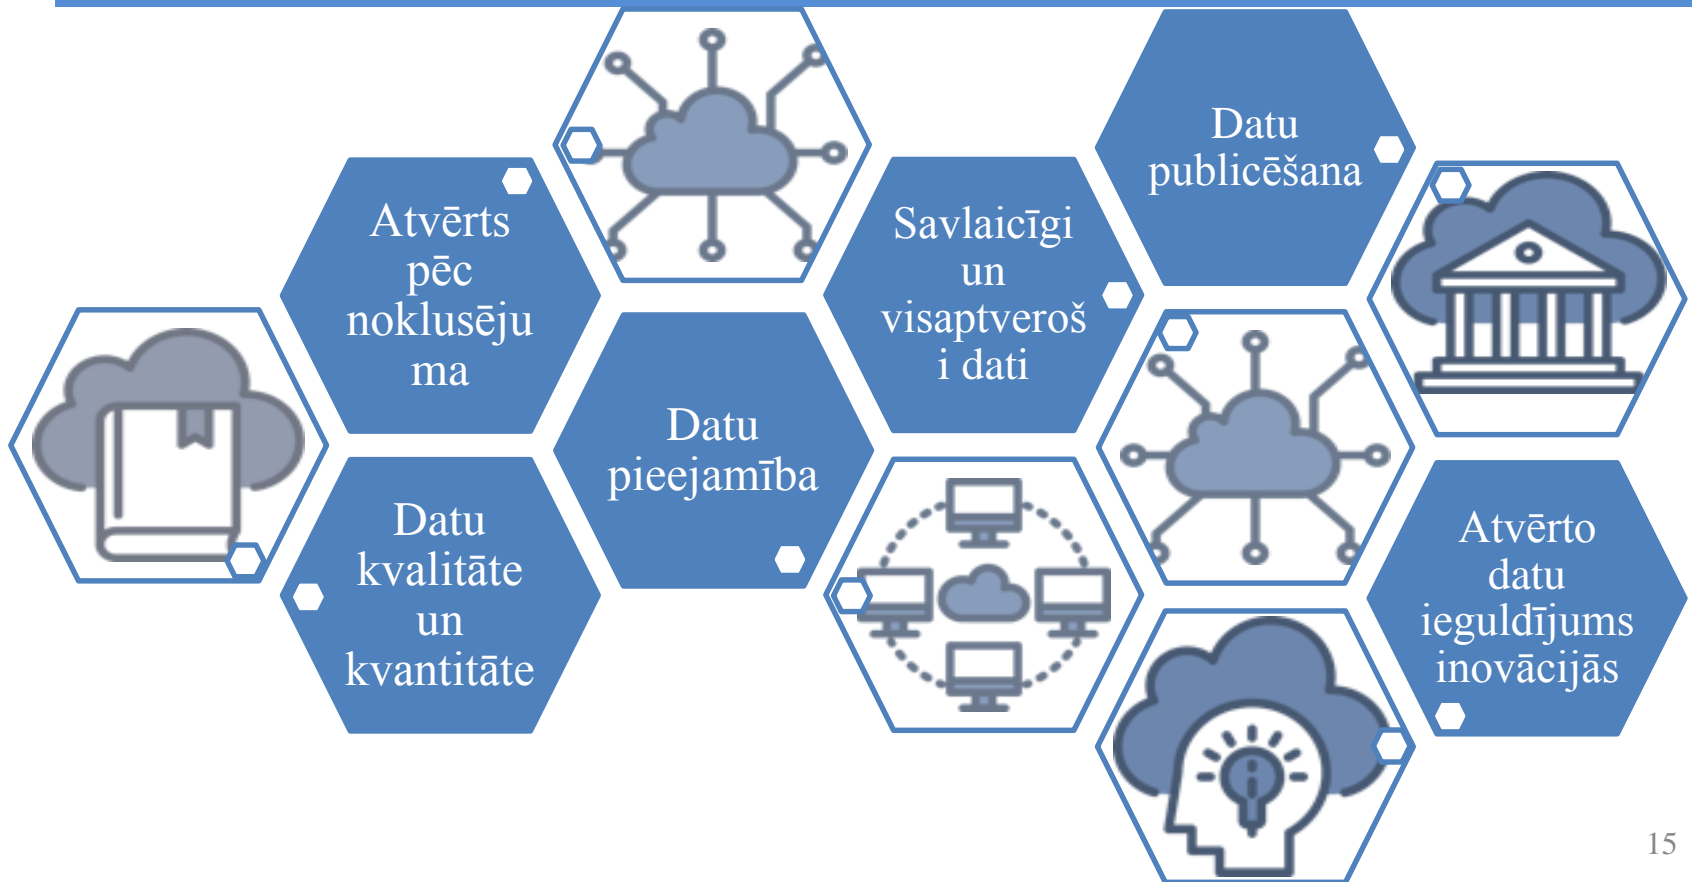 Atvērts
pēc
noklusēju
ma
Datu
kvalitāte
un
kvantitāte
Datu
pieejamība
Savlaicīgi
un
visaptveroš
i dati
Datu
publicēšana
Atvērto
datu
ieguldījums
inovācijās
15